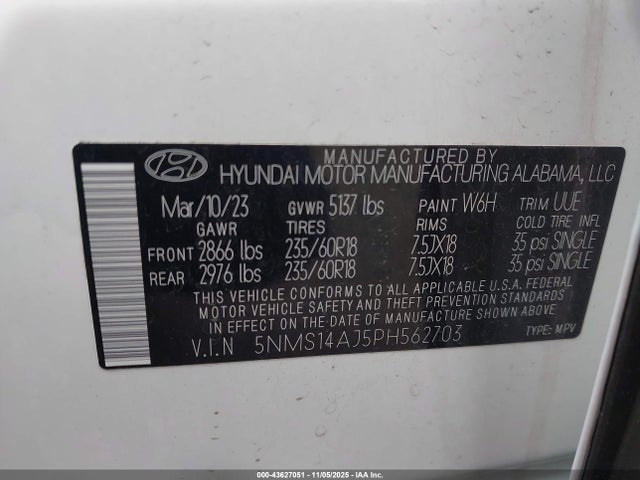 MANUFACTURED BY
HYUNDAI MOTOR MANUFACTURING ALABAMA, LLC
Mar/10/23 GVWR 5137 lbs PAINT W6H TRIM UUE
GAWR TIRES RIMS COLD TIRE INFL
FRONT 2866 lbs 235/60R18 7.5JX18 35 psi SINGLE
REAR 2976 lbs 235/60R18 7.5JX18 35 psi SINGLE
THIS VEHICLE CONFORMS TO ALL APPLICABLE U.S.A. FEDERAL
MOTOR VEHICLE SAFETY AND THEFT PREVENTION STANDARDS
IN EFFECT ON THE DATE OF MANUFACTURE SHOWN ABOVE
V.I.N 5NMS14AJ5PH562703 TYPE: MPV
000-43627051 - 11/05/2025 - IAA Inc.